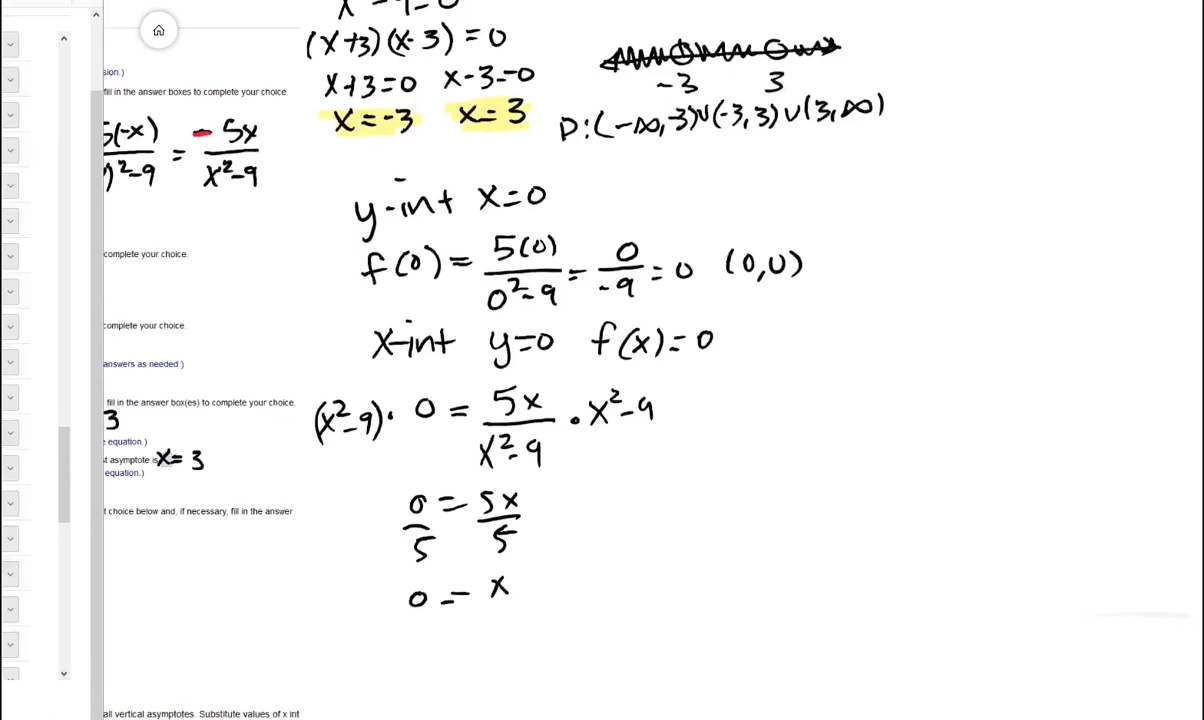 (x+3)(x-3)=0
x+3=0 x-3=0
x=-3 x=3
-3 3
D:(-∞,-3)∪(-3,3)∪(3,∞)
sion.)
fill in the answer boxes to complete your choice.
5(-x) / )²-9 = -5x / x²-9
complete your choice.
complete your choice.
answers as needed.)
fill in the answer box(es) to complete your choice.
3
equation.)
t asymptote is x=3
equation.)
t choice below and, if necessary, fill in the answer
all vertical asymptotes. Substitute values of x int
y-int x=0
f(0)= 5(0) / 0²-9 = 0 / -9 =0 (0,0)
x-int y=0 f(x)=0
(x²-9)· 0 = 5x / x²-9 · x²-9
0 / 5 = 5x / 5
0 = x